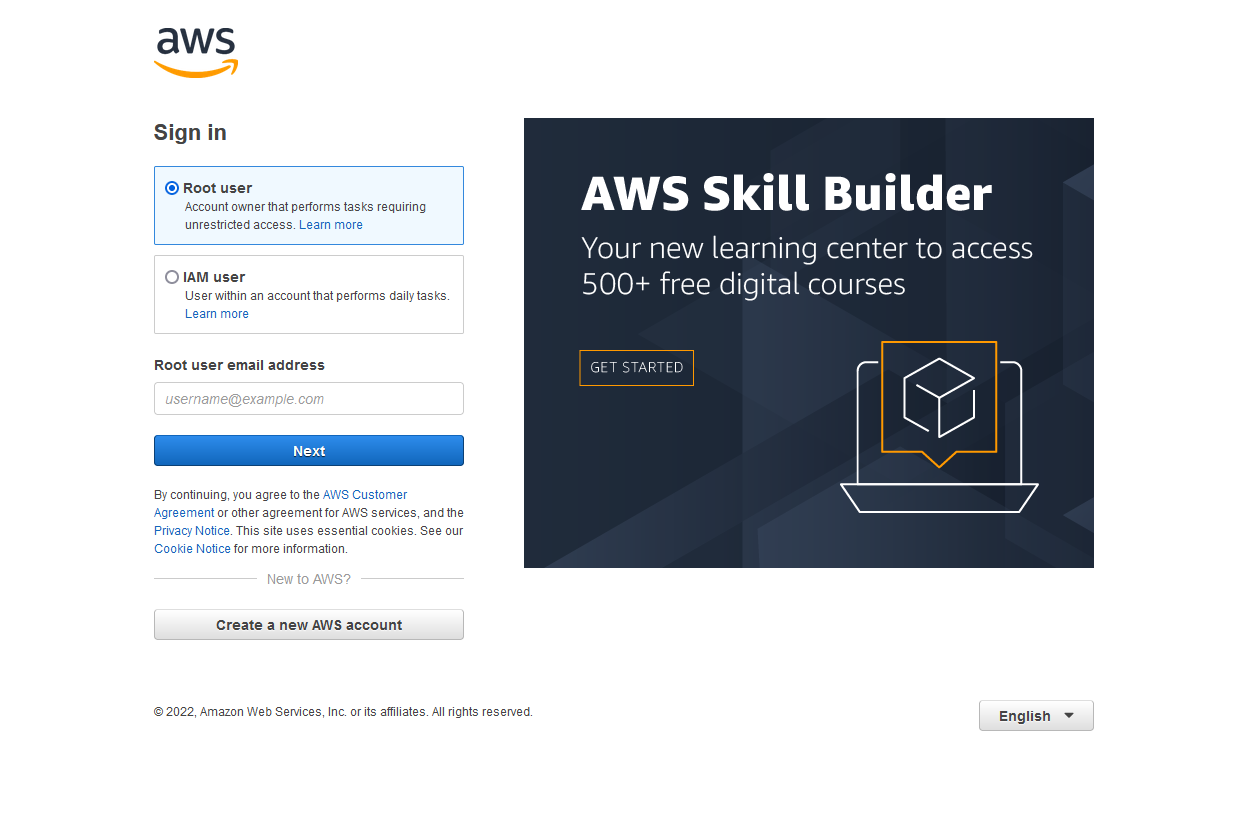 aws
Sign in
Root user
Account owner that performs tasks requiring
unrestricted access. Learn more
IAM user
User within an account that performs daily tasks.
Learn more
Root user email address
username@example.com
Next
By continuing, you agree to the AWS Customer
Agreement or other agreement for AWS services, and the
Privacy Notice. This site uses essential cookies. See our
Cookie Notice for more information.
New to AWS?
Create a new AWS account
AWS Skill Builder
Your new learning center to access
500+ free digital courses
GET STARTED
© 2022, Amazon Web Services, Inc. or its affiliates. All rights reserved.
English